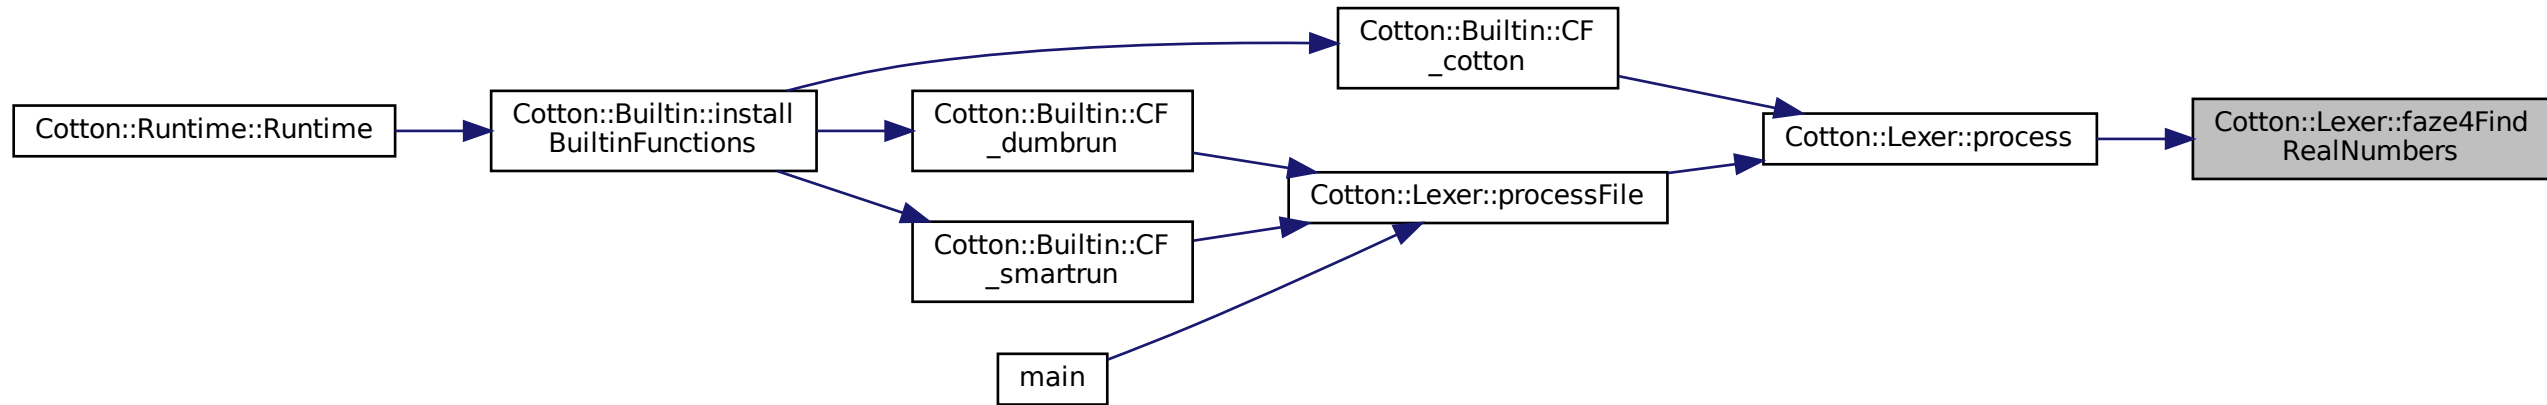 Cotton::Runtime::Runtime
Cotton::Builtin::install
BuiltinFunctions
Cotton::Builtin::CF
_cotton
Cotton::Builtin::CF
_dumbrun
Cotton::Builtin::CF
_smartrun
main
Cotton::Lexer::processFile
Cotton::Lexer::process
Cotton::Lexer::faze4Find
RealNumbers